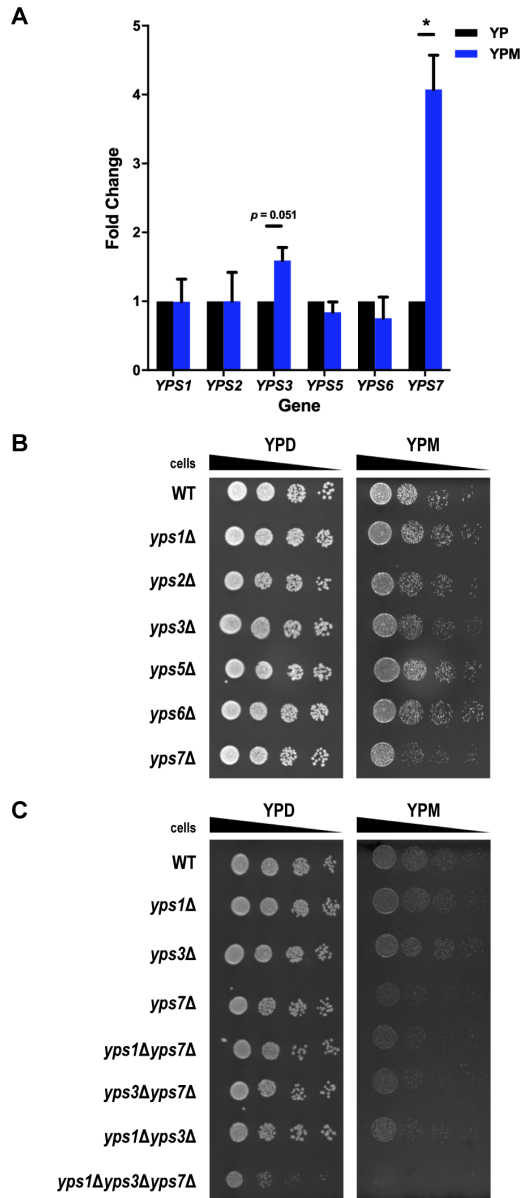 A
YP
YPM
*
p = 0.051
Fold Change
5
4
3
2
1
0
YPS1 YPS2 YPS3 YPS5 YPS6 YPS7
Gene
B
YPD YPM
cells
WT
yps1Δ
yps2Δ
yps3Δ
yps5Δ
yps6Δ
yps7Δ
C
YPD YPM
cells
WT
yps1Δ
yps3Δ
yps7Δ
yps1Δyps7Δ
yps3Δyps7Δ
yps1Δyps3Δ
yps1Δyps3Δyps7Δ